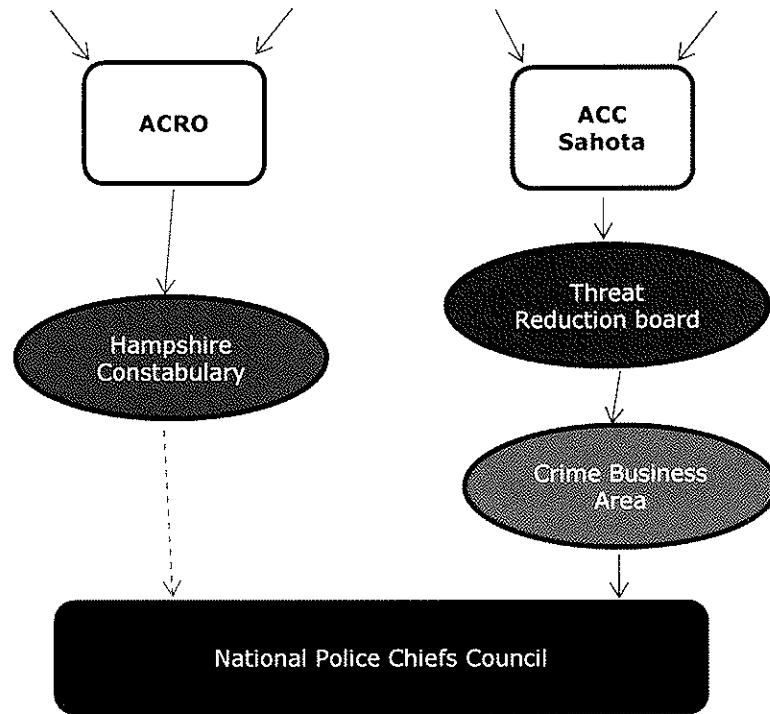 ACRO
ACC
Sahota
Threat
Reduction board
Hampshire
Constabulary
Crime Business
Area
National Police Chiefs Council